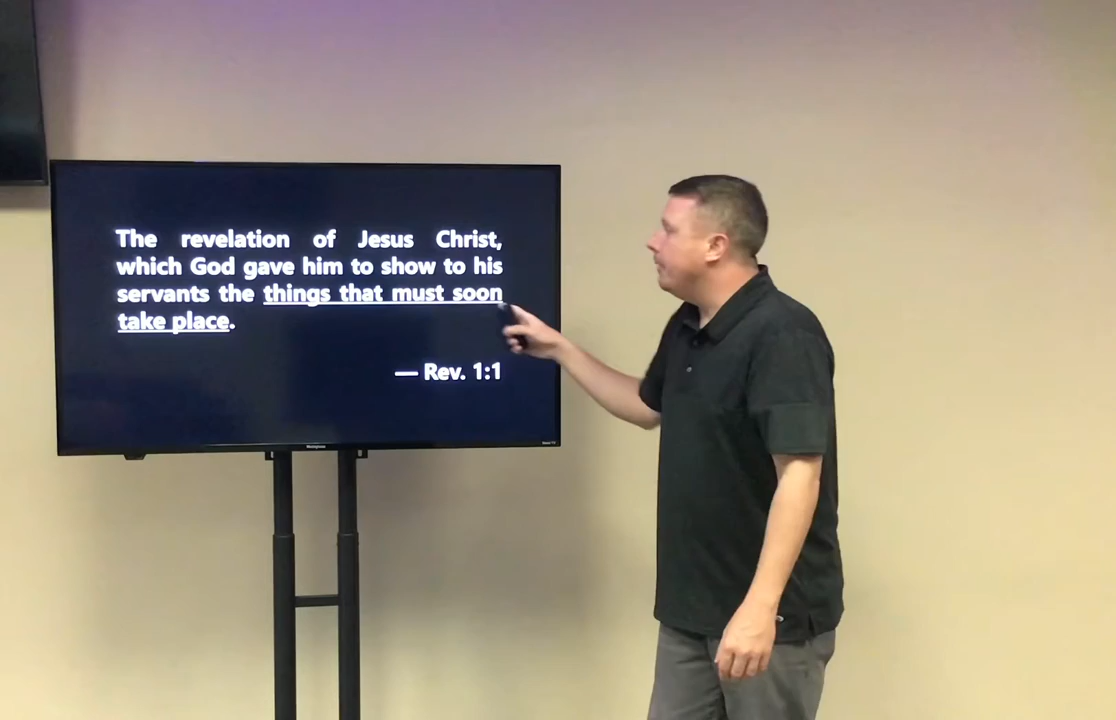 The revelation of Jesus Christ,
which God gave him to show to his
servants the things that must soon
take place.
— Rev. 1:1
Westinghouse